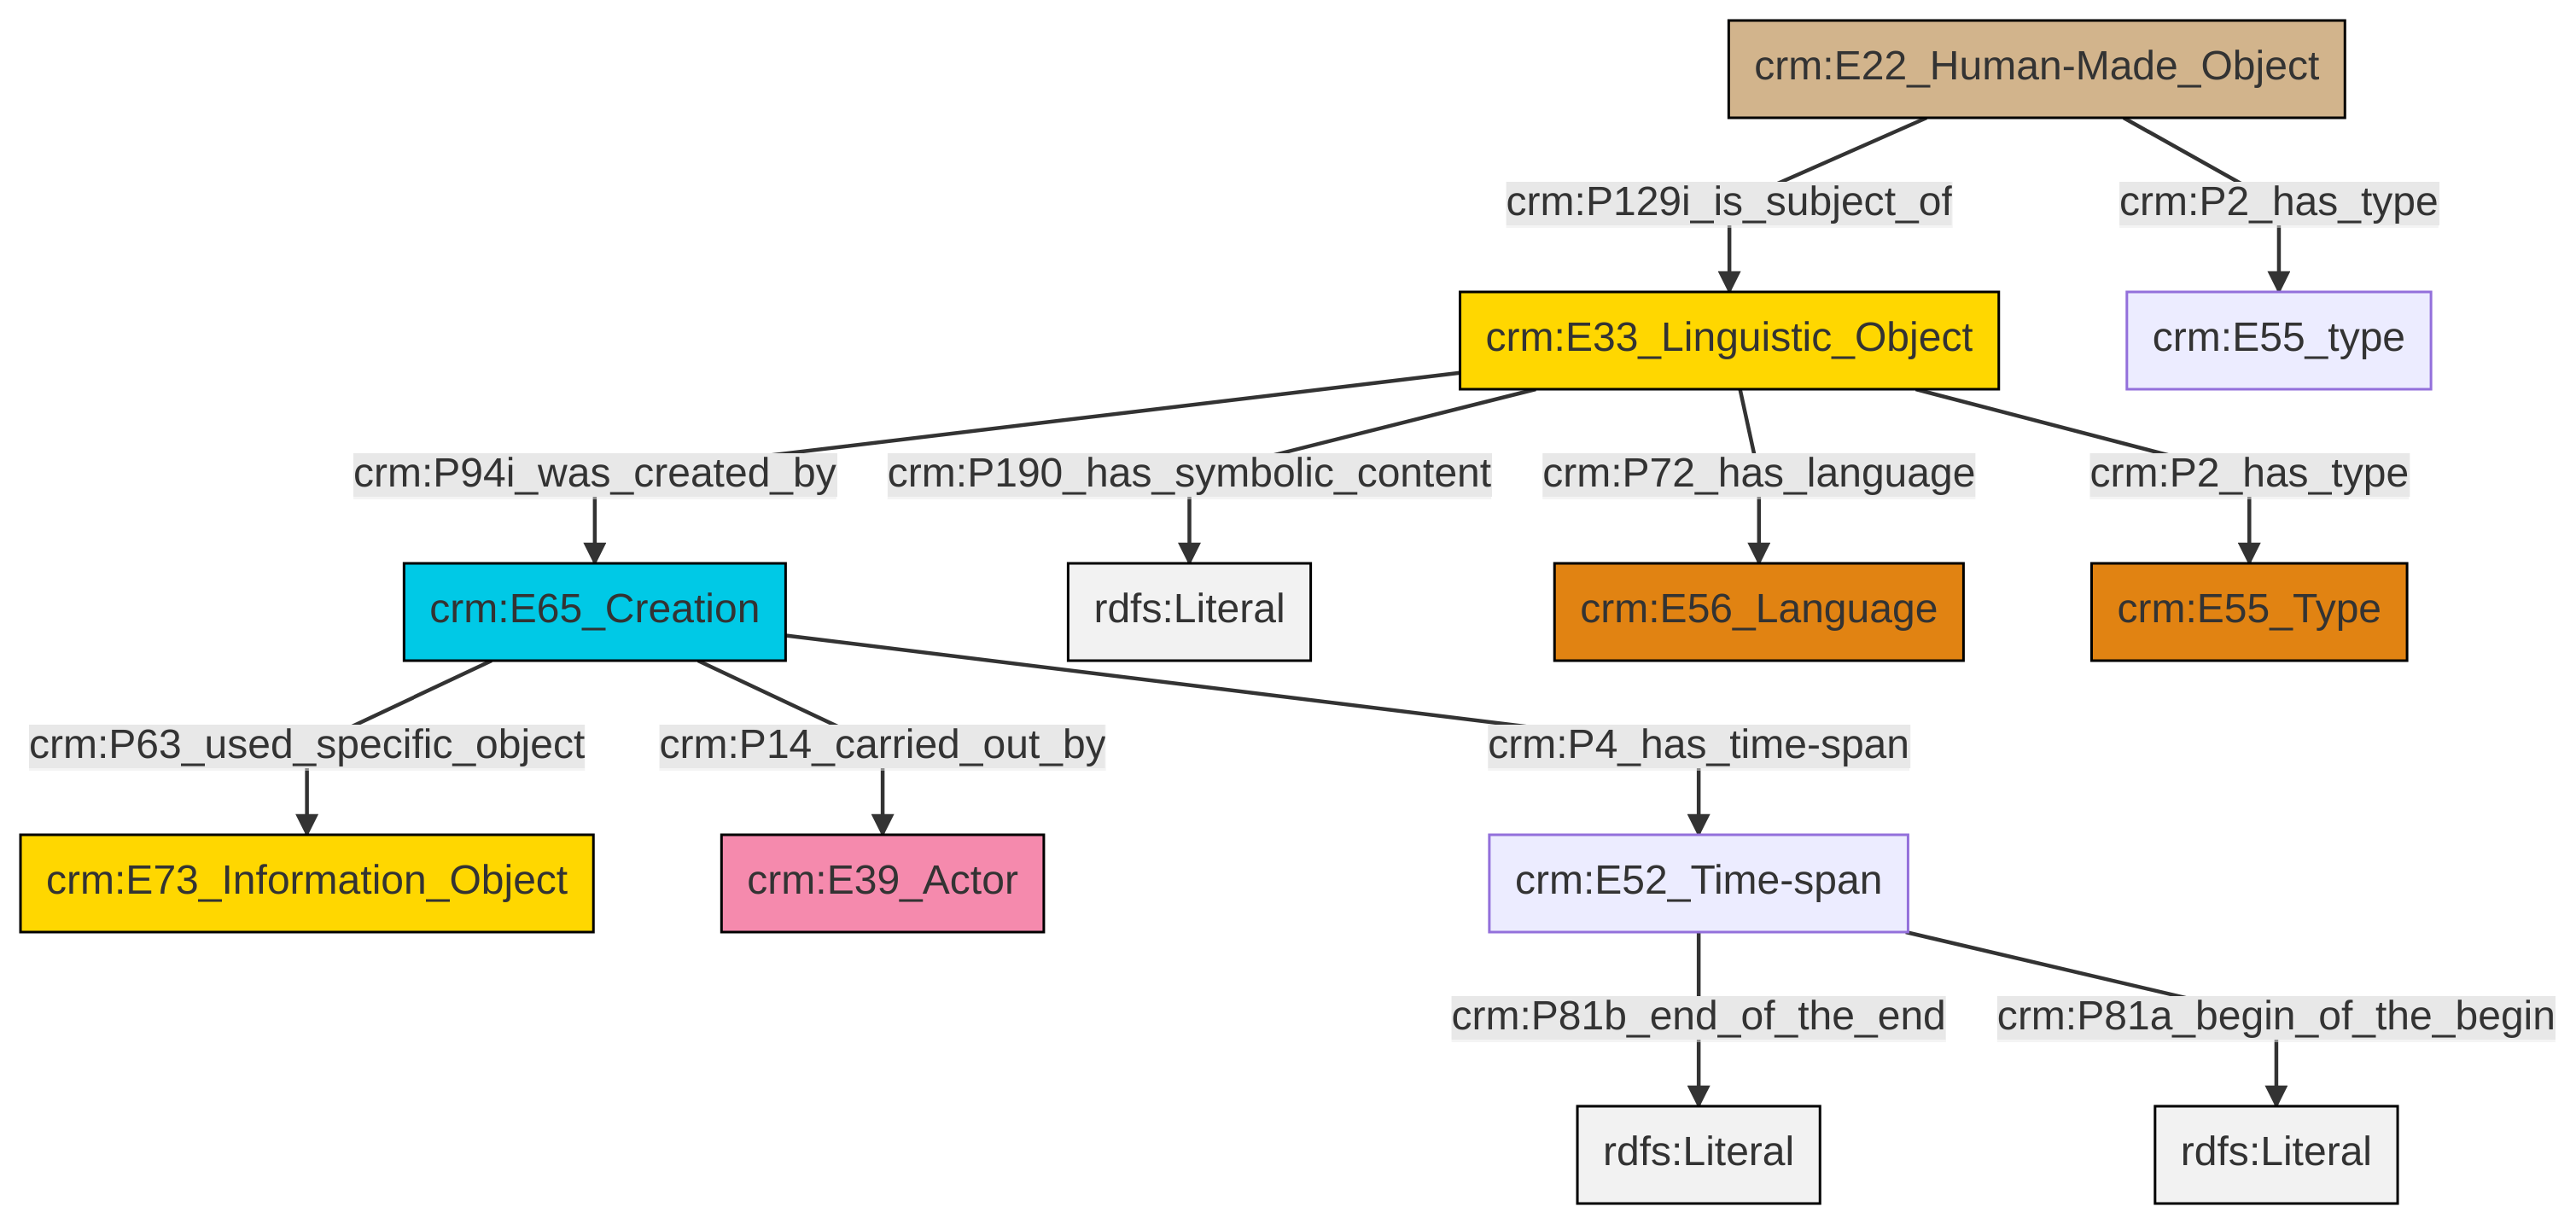 crm:E22_Human-Made_Object
crm:P129i_is_subject_of
crm:P2_has_type
crm:E33_Linguistic_Object
crm:E55_type
crm:P94i_was_created_by
crm:P190_has_symbolic_content
crm:P72_has_language
crm:P2_has_type
crm:E65_Creation
rdfs:Literal
crm:E56_Language
crm:E55_Type
crm:P63_used_specific_object
crm:P14_carried_out_by
crm:P4_has_time-span
crm:E73_Information_Object
crm:E39_Actor
crm:E52_Time-span
crm:P81b_end_of_the_end
crm:P81a_begin_of_the_begin
rdfs:Literal
rdfs:Literal